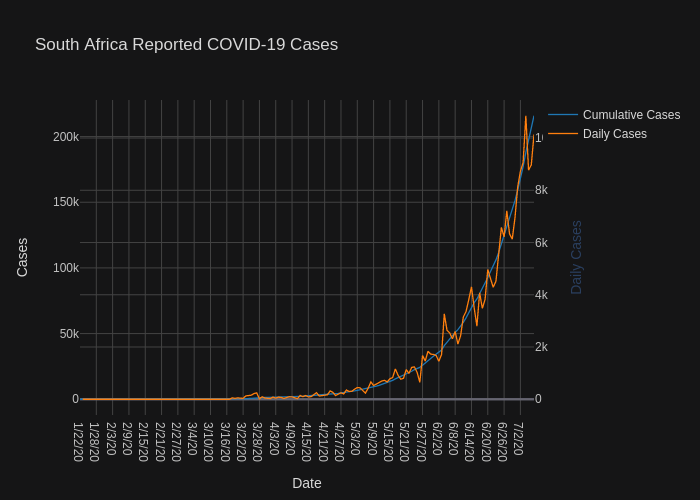 South Africa Reported COVID-19 Cases
Cumulative Cases
Daily Cases
200k
150k
100k
50k
0
8k
6k
4k
2k
0
Cases
Daily Cases
1/22/20
1/28/20
2/3/20
2/9/20
2/15/20
2/21/20
2/27/20
3/4/20
3/10/20
3/16/20
3/22/20
3/28/20
4/3/20
4/9/20
4/15/20
4/21/20
4/27/20
5/3/20
5/9/20
5/15/20
5/21/20
5/27/20
6/2/20
6/8/20
6/14/20
6/20/20
6/26/20
7/2/20
Date